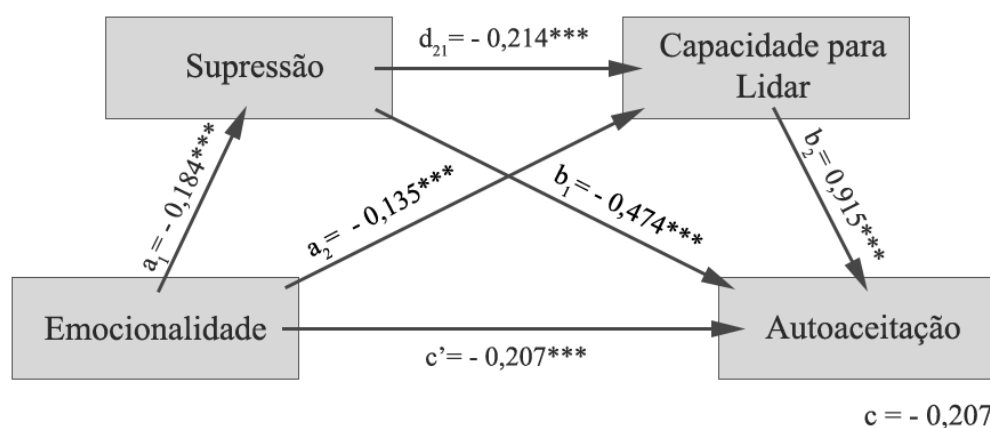 d21= - 0,214***
Supressão
Capacidade para
Lidar
a1= - 0,184***
a2= - 0,135***
b1= - 0,474***
b2= 0,915***
Emocionalidade
Autoaceitação
c’= - 0,207***
c = - 0,207